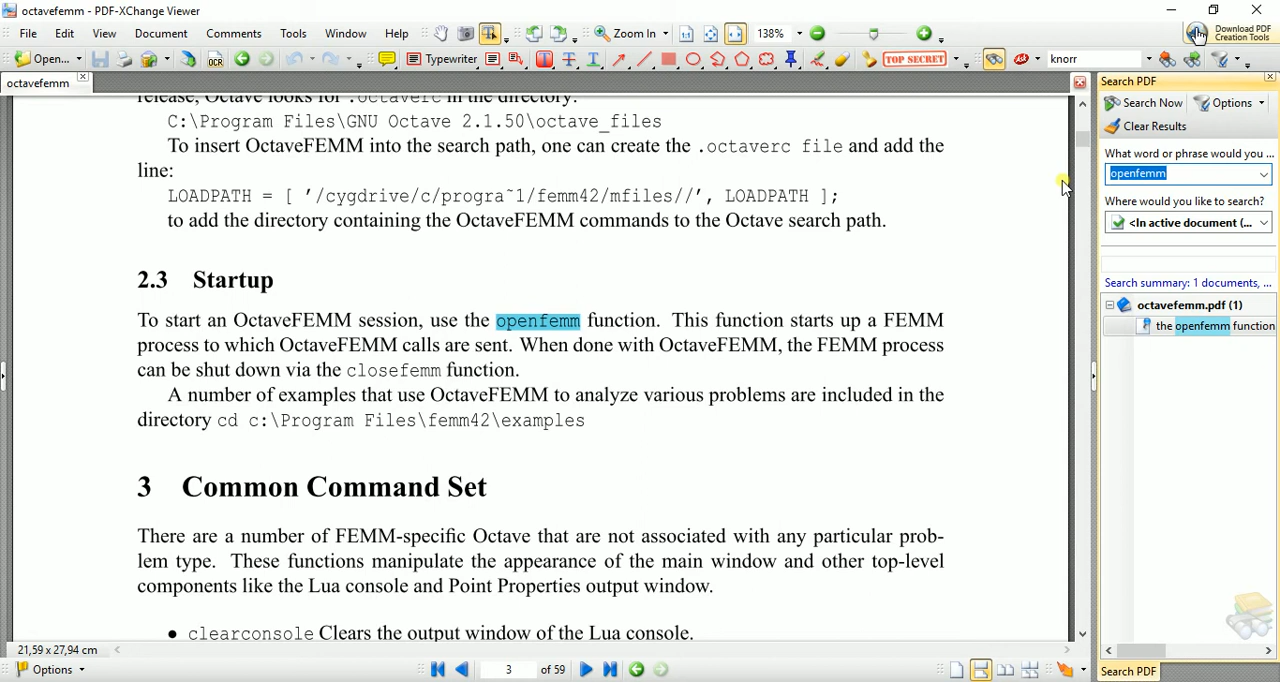 octavefemm - PDF-XChange Viewer
File Edit View Document Comments Tools Window Help Zoom In 138% Download PDF Creation Tools
Open... OCR Typewriter TOP SECRET knorr
octavefemm
Search PDF
Search Now Options
Clear Results
What word or phrase would you ...
openfemm
Where would you like to search?
<In active document (...
Search summary: 1 documents, ...
octavefemm.pdf (1)
the openfemm function
release, Octave looks for .octaverc in the directory:
C:\Program Files\GNU Octave 2.1.50\octave_files
To insert OctaveFEMM into the search path, one can create the .octaverc file and add the
line:
LOADPATH = [ '/cygdrive/c/progra~1/femm42/mfiles//', LOADPATH ];
to add the directory containing the OctaveFEMM commands to the Octave search path.
2.3 Startup
To start an OctaveFEMM session, use the openfemm function. This function starts up a FEMM
process to which OctaveFEMM calls are sent. When done with OctaveFEMM, the FEMM process
can be shut down via the closefemm function.
A number of examples that use OctaveFEMM to analyze various problems are included in the
directory cd c:\Program Files\femm42\examples
3 Common Command Set
There are a number of FEMM-specific Octave that are not associated with any particular prob-
lem type. These functions manipulate the appearance of the main window and other top-level
components like the Lua console and Point Properties output window.
• clearconsole Clears the output window of the Lua console.
21,59 x 27,94 cm
Options 3 of 59
Search PDF